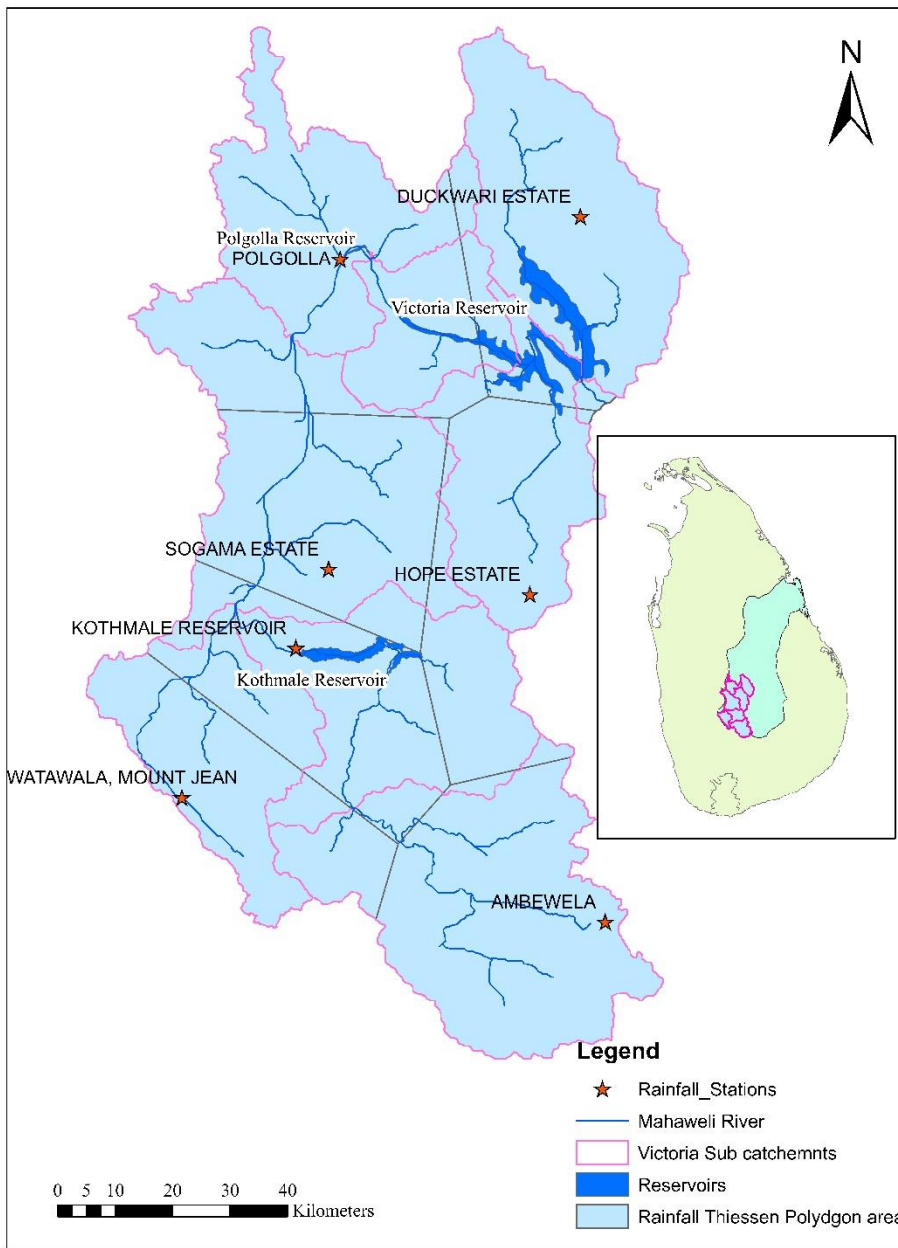 N
DUCKWARI ESTATE
Polgolla Reservoir
POLGOLLA
Victoria Reservoir
SOGAMA ESTATE
HOPE ESTATE
KOTHMALE RESERVOIR
Kothmale Reservoir
WATAWALA, MOUNT JEAN
AMBEWELA
Legend
Rainfall_Stations
Mahaweli River
Victoria Sub catchemnts
Reservoirs
Rainfall Thiessen Polydgon area
0 5 10 20 30 40
Kilometers